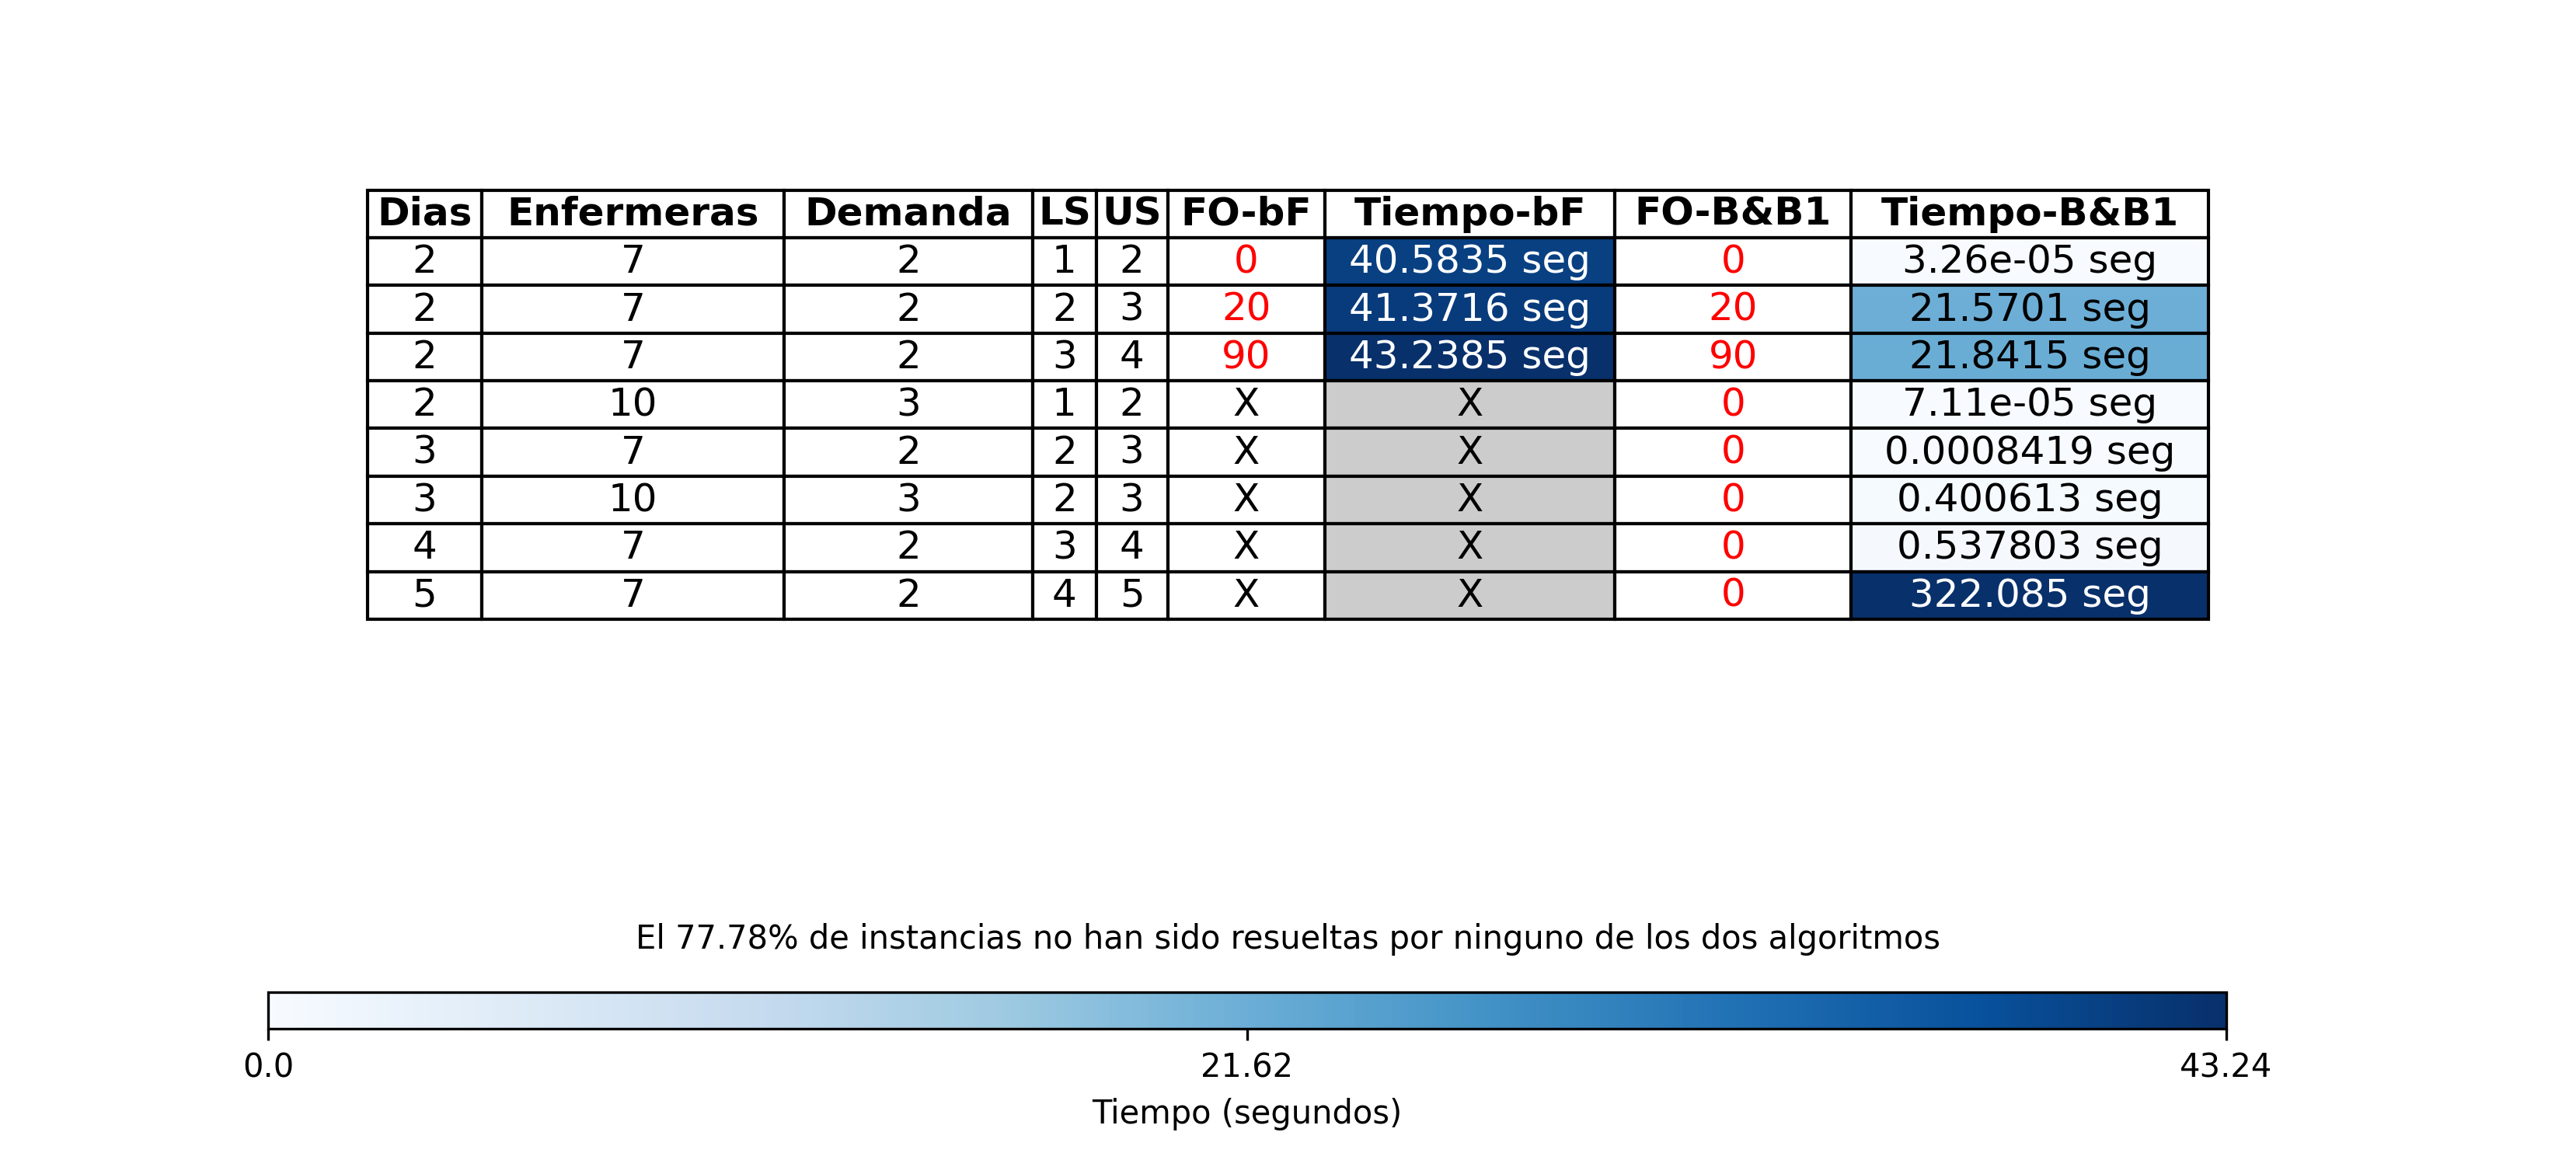 Dias Enfermeras Demanda LS US FO-bF Tiempo-bF FO-B&B1 Tiempo-B&B1
2 7 2 1 2 0 40.5835 seg 0 3.26e-05 seg
2 7 2 2 3 20 41.3716 seg 20 21.5701 seg
2 7 2 3 4 90 43.2385 seg 90 21.8415 seg
2 10 3 1 2 X X 0 7.11e-05 seg
3 7 2 2 3 X X 0 0.0008419 seg
3 10 3 2 3 X X 0 0.400613 seg
4 7 2 3 4 X X 0 0.537803 seg
5 7 2 4 5 X X 0 322.085 seg
El 77.78% de instancias no han sido resueltas por ninguno de los dos algoritmos
0.0 21.62 43.24
Tiempo (segundos)